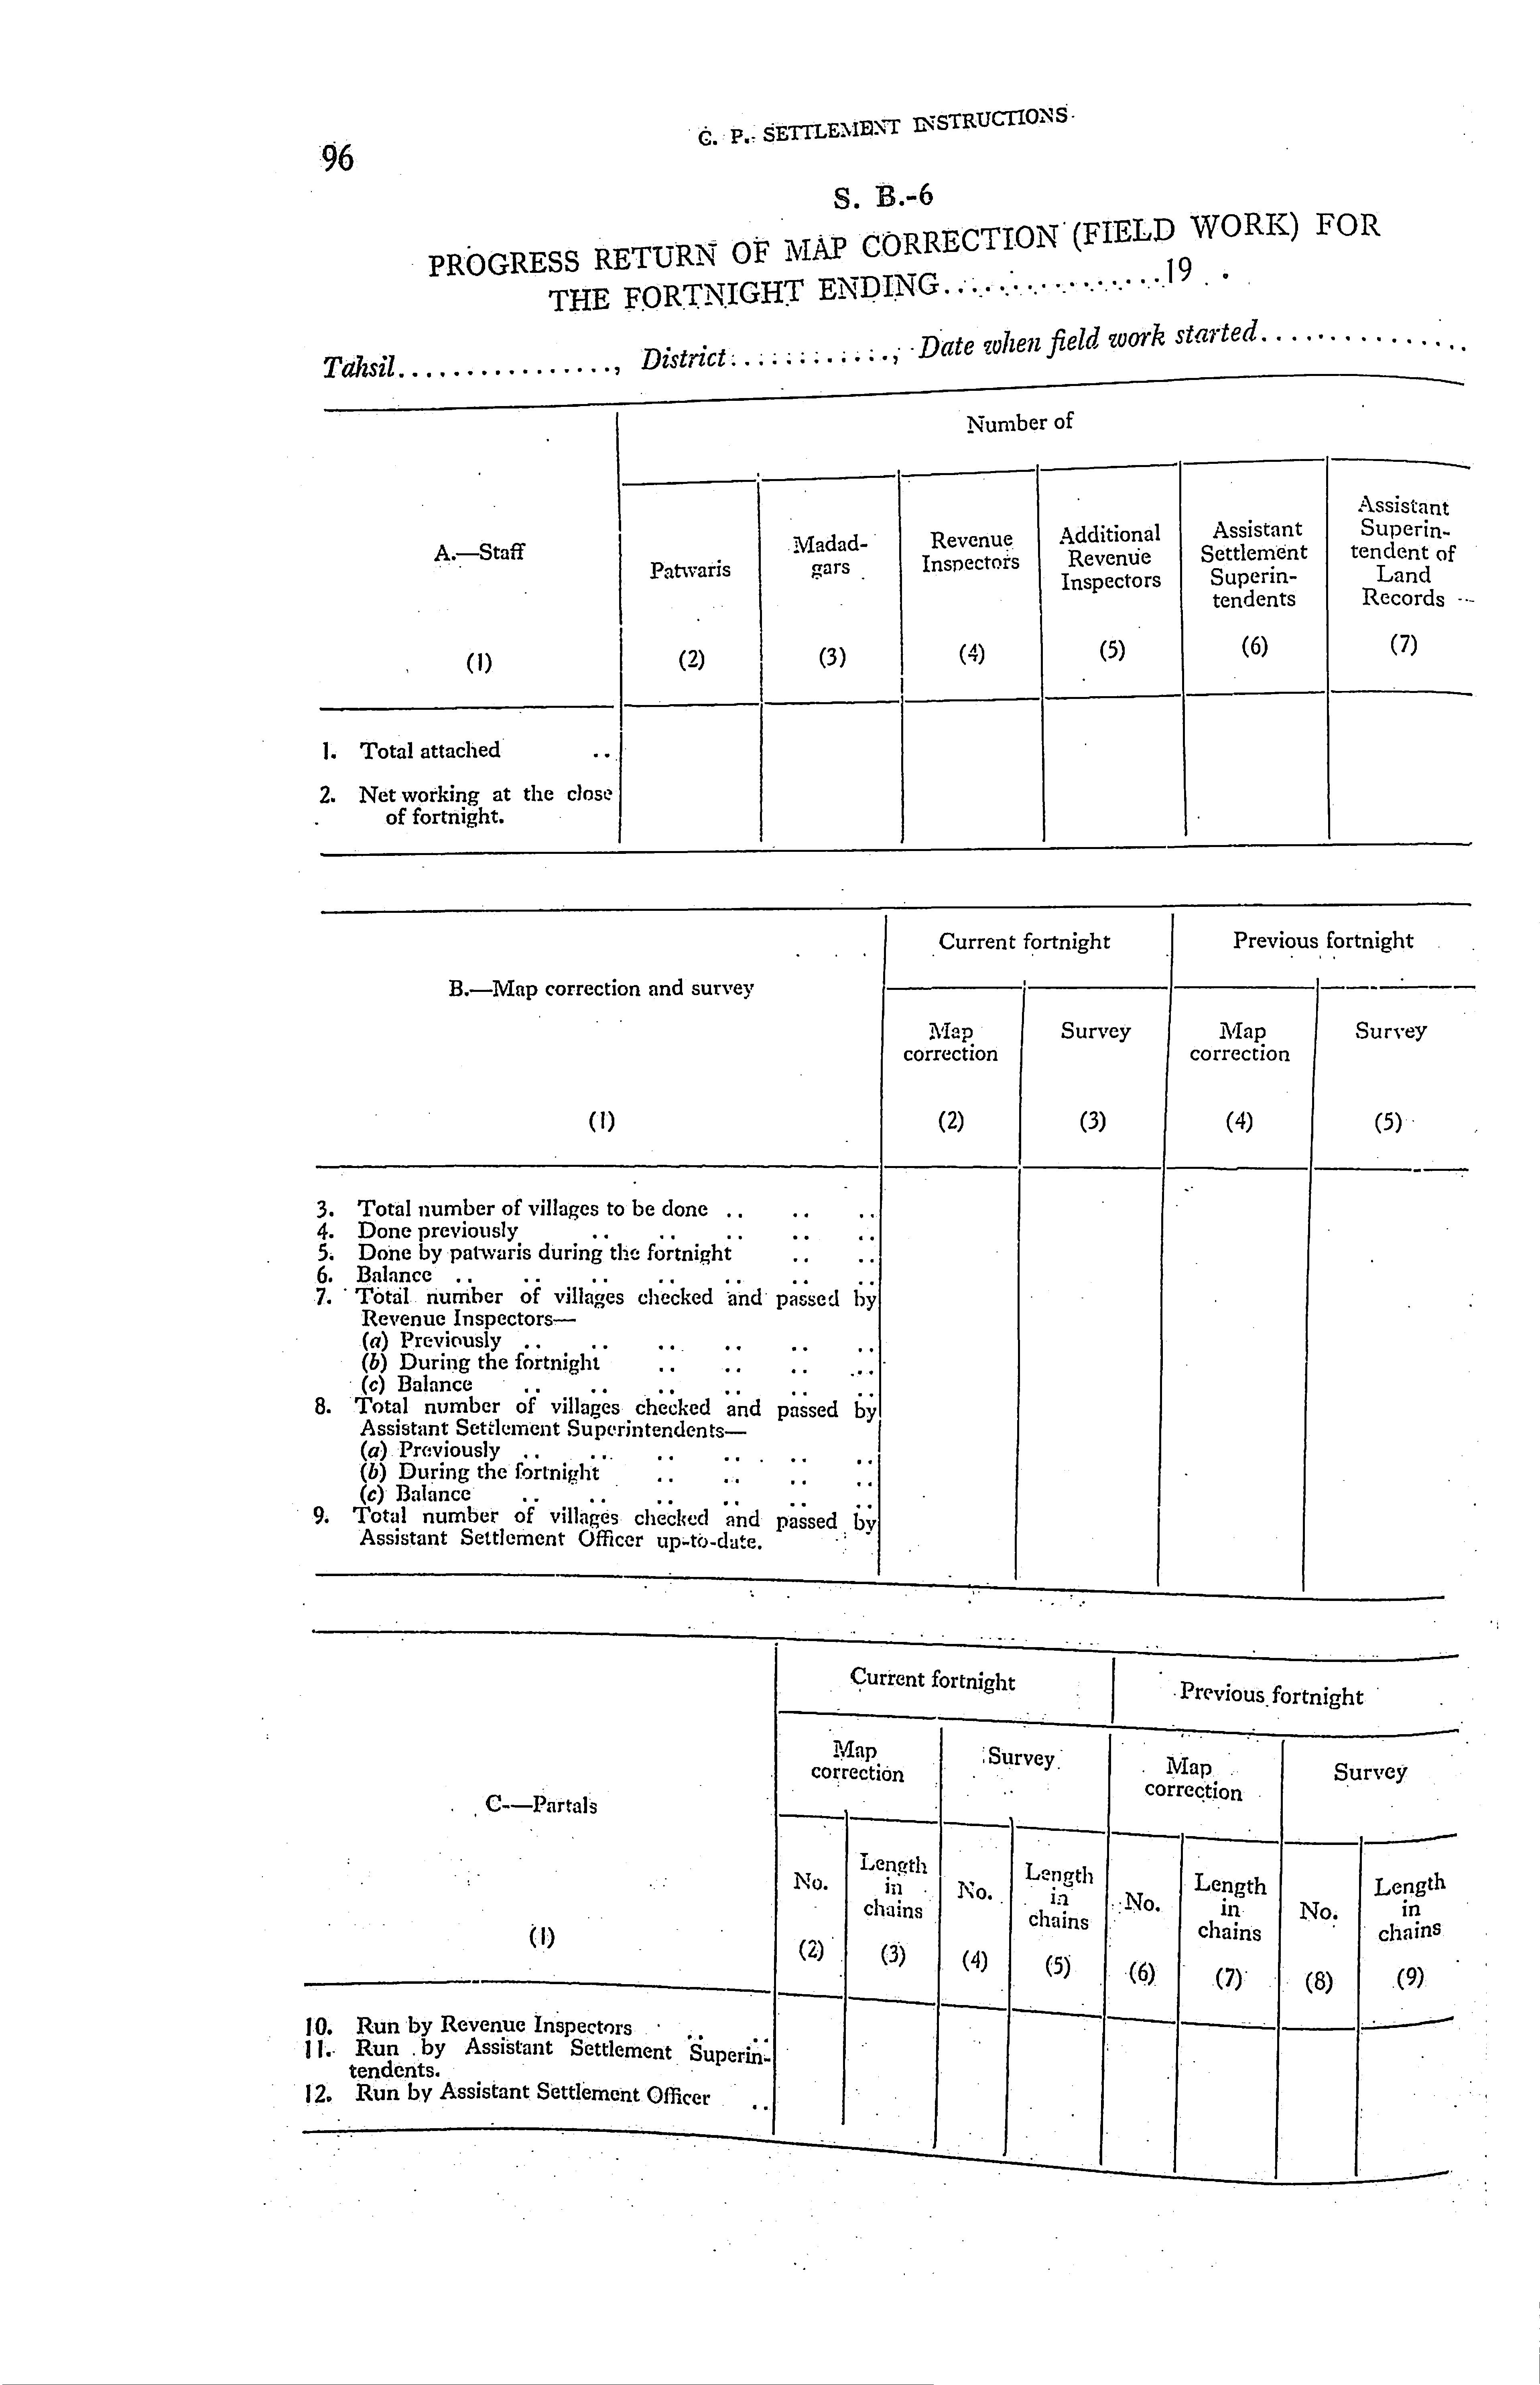 C. P. SETTLEMENT INSTRUCTIONS.
96
S. B.-6
PROGRESS RETURN OF MAP CORRECTION (FIELD WORK) FOR
THE FORTNIGHT ENDING................19 .
Tahsil................, District............, Date when field work started...............
Number of
A.—Staff
Patwaris
Madad-
gars
Revenue
Inspectors
Additional
Revenue
Inspectors
Assistant
Settlement
Superin-
tendents
Assistant
Superin-
tendent of
Land
Records
(1) (2) (3) (4) (5) (6) (7)
1. Total attached ..
2. Net working at the close
of fortnight.
B.—Map correction and survey
Current fortnight Previous fortnight
Map
correction
Survey
Map
correction
Survey
(1) (2) (3) (4) (5)
3. Total number of villages to be done .. .. ..
4. Done previously .. .. .. .. ..
5. Done by patwaris during the fortnight .. ..
6. Balance .. .. .. .. .. .. ..
7. Total number of villages checked and passed by
Revenue Inspectors—
(a) Previously .. .. .. .. .. ..
(b) During the fortnight .. .. .. ..
(c) Balance .. .. .. .. .. ..
8. Total number of villages checked and passed by
Assistant Settlement Superintendents—
(a) Previously .. .. .. .. .. ..
(b) During the fortnight .. .. .. ..
(c) Balance .. .. .. .. .. ..
9. Total number of villages checked and passed by
Assistant Settlement Officer up-to-date.
C.—Partals
Current fortnight Previous fortnight
Map
correction
Survey
Map
correction
Survey
No.
Length
in
chains
No.
Length
in
chains
No.
Length
in
chains
No.
Length
in
chains
(1) (2) (3) (4) (5) (6) (7) (8) (9)
10. Run by Revenue Inspectors .. ..
11. Run by Assistant Settlement Superin-
tendents.
12. Run by Assistant Settlement Officer ..